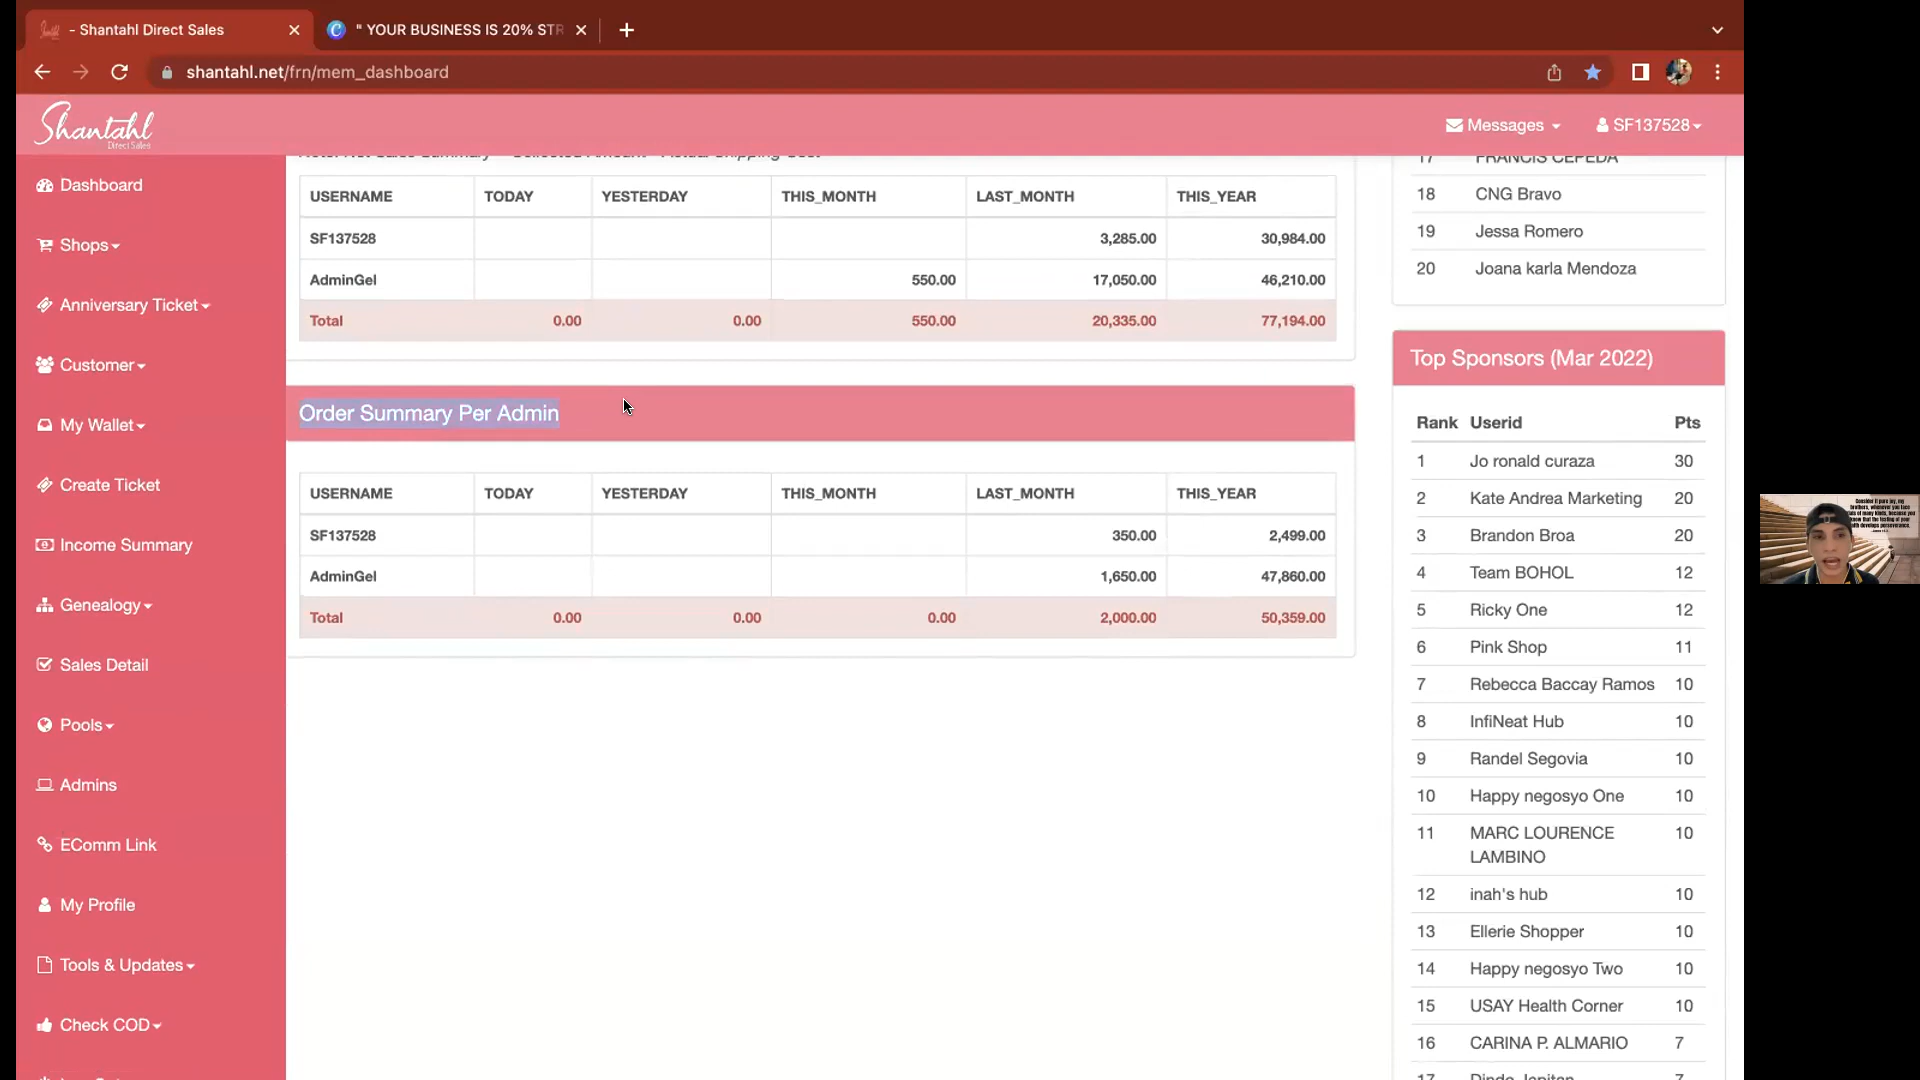 - Shantahl Direct Sales
" YOUR BUSINESS IS 20% STR
shantahl.net/frn/mem_dashboard
Shantahl
Direct Sales
Messages
SF137528
Dashboard
Shops
Anniversary Ticket
Customer
My Wallet
Create Ticket
Income Summary
Genealogy
Sales Detail
Pools
Admins
EComm Link
My Profile
Tools & Updates
Check COD
USERNAME TODAY YESTERDAY THIS_MONTH LAST_MONTH THIS_YEAR
SF137528 3,285.00 30,984.00
AdminGel 550.00 17,050.00 46,210.00
Total 0.00 0.00 550.00 20,335.00 77,194.00
Order Summary Per Admin
USERNAME TODAY YESTERDAY THIS_MONTH LAST_MONTH THIS_YEAR
SF137528 350.00 2,499.00
AdminGel 1,650.00 47,860.00
Total 0.00 0.00 0.00 2,000.00 50,359.00
17 FRANCIS CEPEDA
18 CNG Bravo
19 Jessa Romero
20 Joana karla Mendoza
Top Sponsors (Mar 2022)
Rank Userid Pts
1 Jo ronald curaza 30
2 Kate Andrea Marketing 20
3 Brandon Broa 20
4 Team BOHOL 12
5 Ricky One 12
6 Pink Shop 11
7 Rebecca Baccay Ramos 10
8 InfiNeat Hub 10
9 Randel Segovia 10
10 Happy negosyo One 10
11 MARC LOURENCE 10
LAMBINO
12 inah's hub 10
13 Ellerie Shopper 10
14 Happy negosyo Two 10
15 USAY Health Corner 10
16 CARINA P. ALMARIO 7